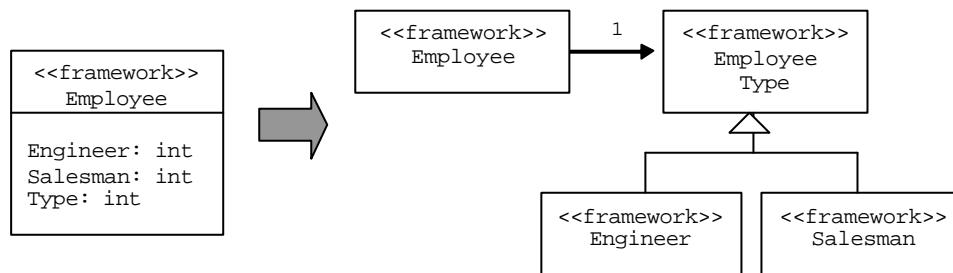 <<framework>>
Employee
Engineer: int
Salesman: int
Type: int
<<framework>>
Employee
1
<<framework>>
Employee
Type
<<framework>>
Engineer
<<framework>>
Salesman